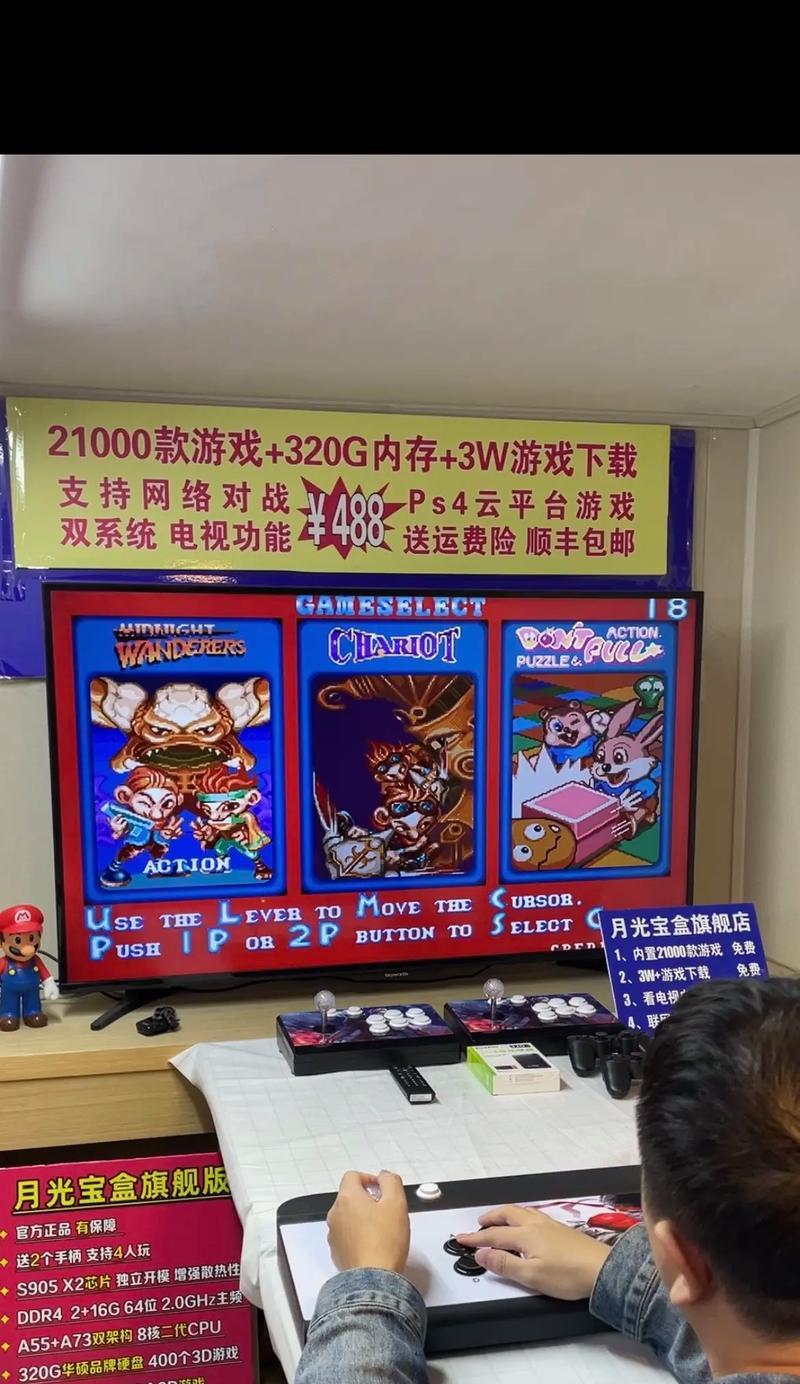 21000款游戏+320G内存+3W游戏下载
支持网络对战
¥488
Ps4云平台游戏
双系统 电视功能
送运费险 顺丰包邮
GAMESELECT
18
MIDNIGHT
WANDERERS
ACTION
CHARIOT
DON'T
PULL
ACTION.
PUZZLE &
USE THE LEVER TO MOVE THE CURSOR.
PUSH 1P OR 2P BUTTON TO SELECT
Skyworth
月光宝盒旗舰店
1、内置21000款游戏 免费
2、3W+游戏下载 免费
3、看电视
4、联
月光宝盒旗舰版
官方正品 有保障
送2个手柄 支持4人玩
S905 X2芯片 独立开模 增强散热性
DDR4 2+16G 64位 2.0GHz主频
A55+A73双架构 8核二代CPU
320G华硕品牌硬盘 400个3D游戏